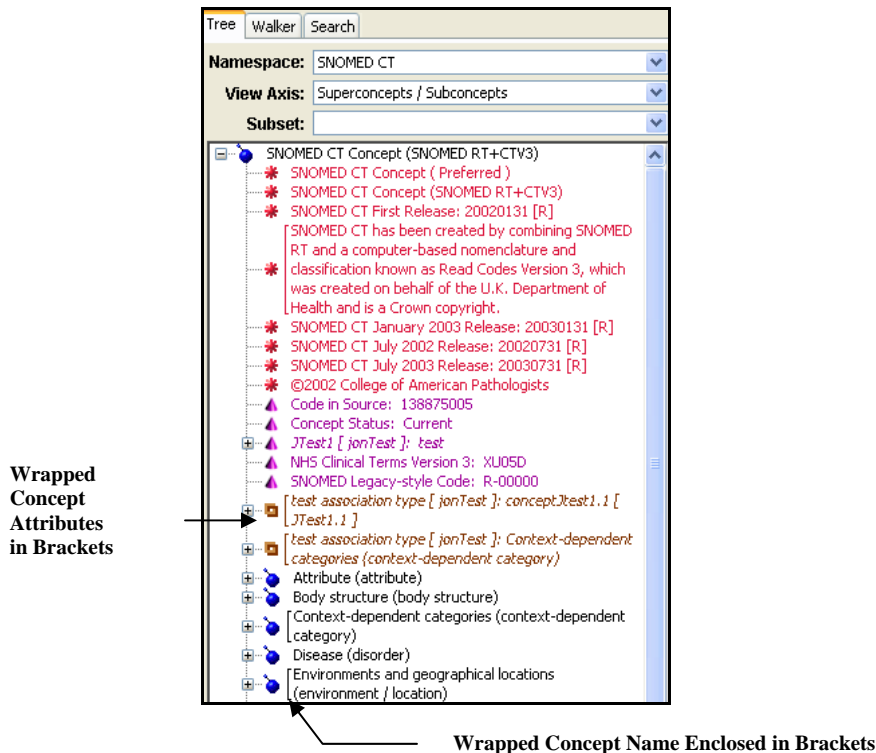 Tree Walker Search
Namespace: SNOMED CT
View Axis: Superconcepts / Subconcepts
Subset:
SNOMED CT Concept (SNOMED RT+CTV3)
SNOMED CT Concept ( Preferred )
SNOMED CT Concept (SNOMED RT+CTV3)
SNOMED CT First Release: 20020131 [R]
SNOMED CT has been created by combining SNOMED
RT and a computer-based nomenclature and
classification known as Read Codes Version 3, which
was created on behalf of the U.K. Department of
Health and is a Crown copyright.
SNOMED CT January 2003 Release: 20030131 [R]
SNOMED CT July 2002 Release: 20020731 [R]
SNOMED CT July 2003 Release: 20030731 [R]
©2002 College of American Pathologists
Code in Source: 138875005
Concept Status: Current
JTest1 [ jonTest ]: test
NHS Clinical Terms Version 3: XU05D
SNOMED Legacy-style Code: R-00000
test association type [ jonTest ]: conceptJtest1.1 [
JTest1.1 ]
test association type [ jonTest ]: Context-dependent
categories (context-dependent category)
Attribute (attribute)
Body structure (body structure)
Context-dependent categories (context-dependent
category)
Disease (disorder)
Environments and geographical locations
(environment / location)
Wrapped
Concept
Attributes
in Brackets
Wrapped Concept Name Enclosed in Brackets